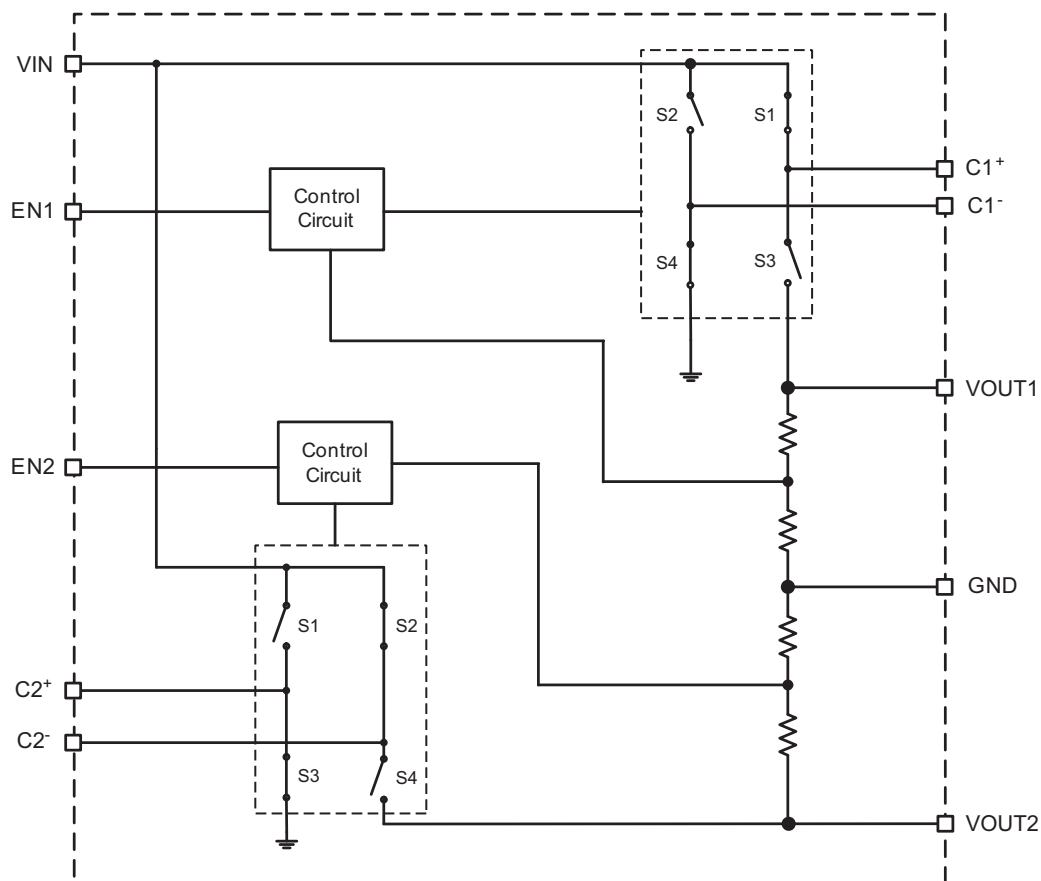 VIN
S2
S1
C1⁺
C1⁻
EN1
Control
Circuit
S4
S3
VOUT1
EN2
Control
Circuit
GND
S1
S2
C2⁺
C2⁻
S3
S4
VOUT2